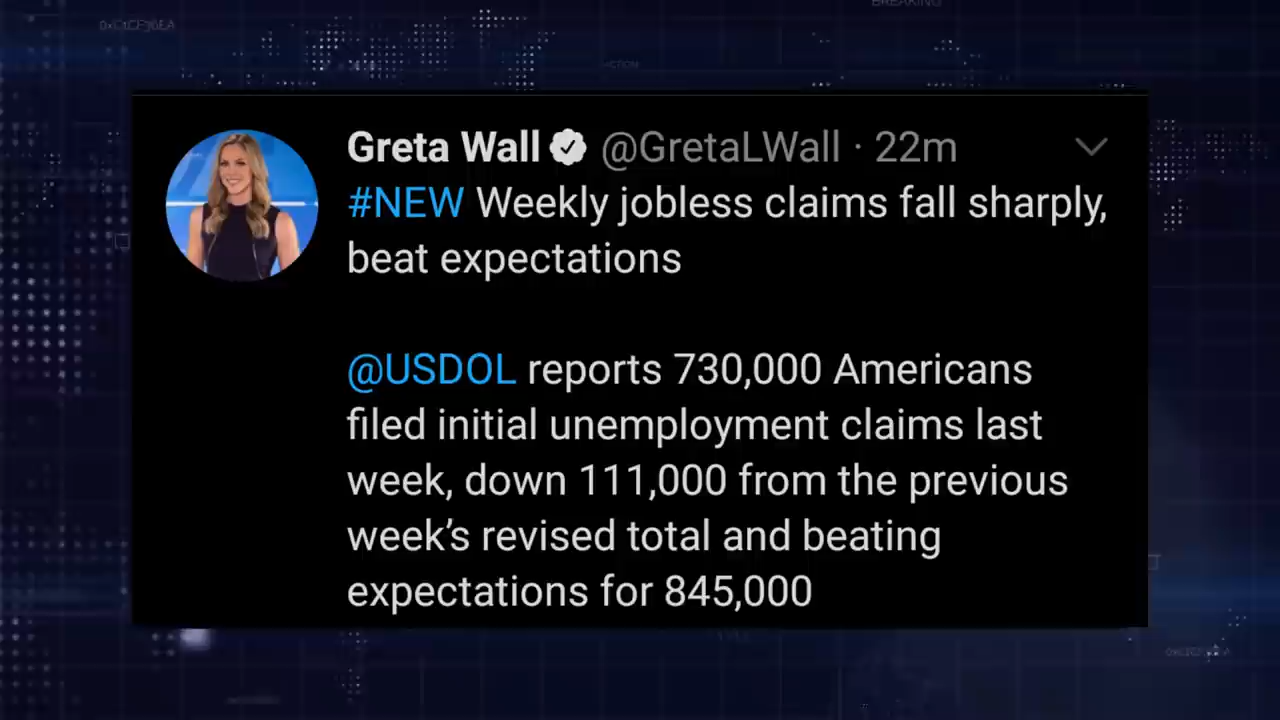 BREAKING
Greta Wall @GretaLWall · 22m
#NEW Weekly jobless claims fall sharply,
beat expectations
@USDOL reports 730,000 Americans
filed initial unemployment claims last
week, down 111,000 from the previous
week’s revised total and beating
expectations for 845,000